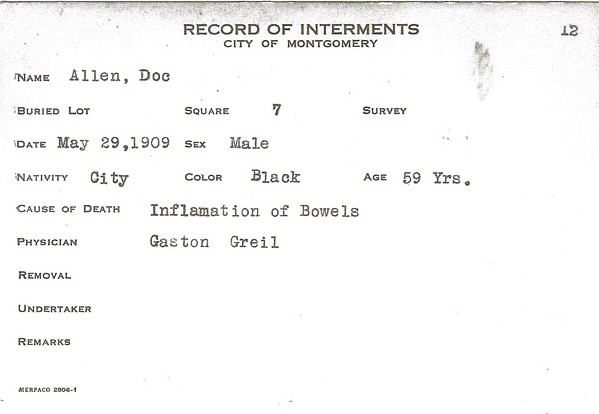 RECORD OF INTERMENTS 12
CITY OF MONTGOMERY
NAME Allen, Doc
BURIED LOT SQUARE 7 SURVEY
DATE May 29,1909 SEX Male
NATIVITY City COLOR Black AGE 59 Yrs.
CAUSE OF DEATH Inflamation of Bowels
PHYSICIAN Gaston Greil
REMOVAL
UNDERTAKER
REMARKS
MERPACO 2806-1